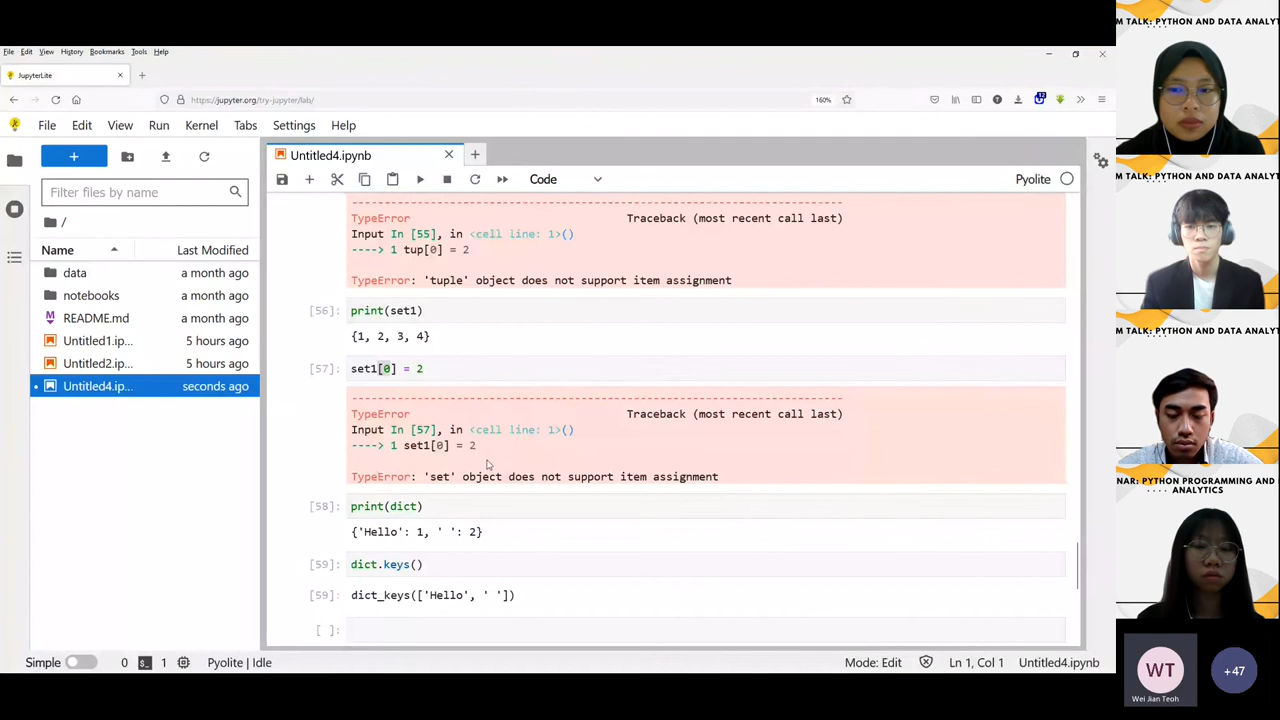 File Edit View History Bookmarks Tools Help
JupyterLite
https://jupyter.org/try-jupyter/lab/
160%
File Edit View Run Kernel Tabs Settings Help
Filter files by name
/
Name Last Modified
data a month ago
notebooks a month ago
README.md a month ago
Untitled1.ip... 5 hours ago
Untitled2.ip... 5 hours ago
Untitled4.ip... seconds ago
Untitled4.ipynb
Code
Pyolite
TypeError Traceback (most recent call last)
Input In [55], in <cell line: 1>()
----> 1 tup[0] = 2
TypeError: 'tuple' object does not support item assignment
[56]: print(set1)
{1, 2, 3, 4}
[57]: set1[0] = 2
TypeError Traceback (most recent call last)
Input In [57], in <cell line: 1>()
----> 1 set1[0] = 2
TypeError: 'set' object does not support item assignment
[58]: print(dict)
{'Hello': 1, ' ': 2}
[59]: dict.keys()
[59]: dict_keys(['Hello', ' '])
[ ]:
Simple 0 1 Pyolite | Idle Mode: Edit Ln 1, Col 1 Untitled4.ipynb
M TALK: PYTHON AND DATA ANALYT
M TALK: PYTHON AND DATA ANALYT
M TALK: PYTHON AND DATA ANALYT
NAR: PYTHON PROGRAMMING AND
ANALYTICS
WT
Wei Jian Teoh
+47